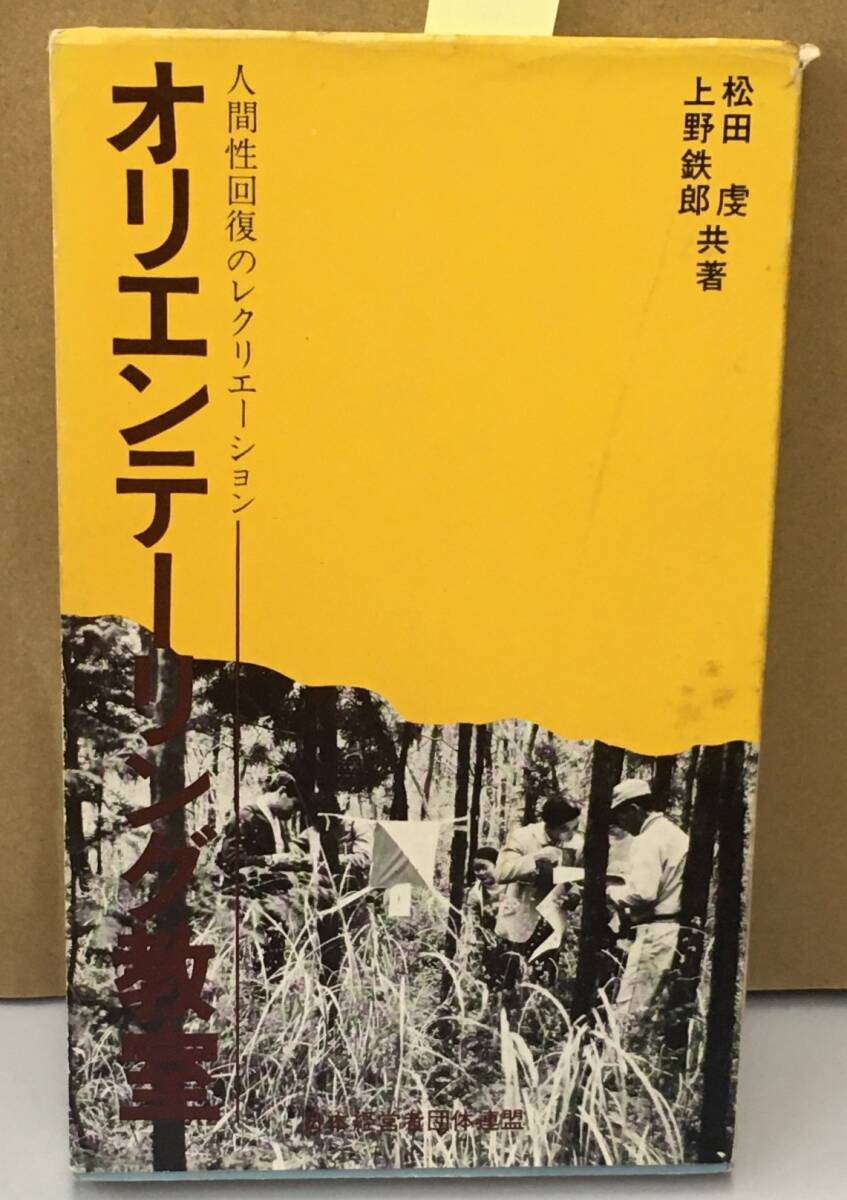 松田 虔
上野鉄郎
共著
人間性回復のレクリエーション
オリエンテーリング教室
日本経営者団体連盟